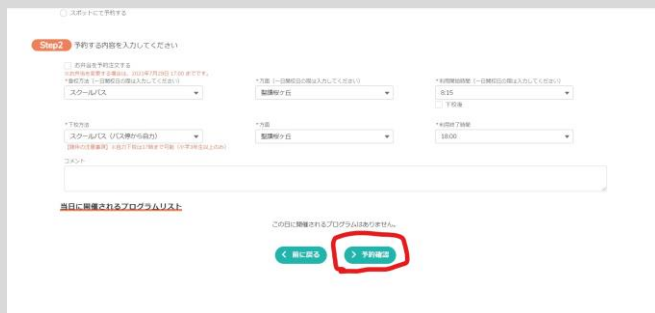 スポットにて予約する
Step2 予約する内容を入力してください
お弁当を予約注文する
*登校方法（一日開校日の際は入力してください）
*方面（一日開校日の際は入力してください）
*利用開始時間（一日開校日の際は入力してください）
スクールバス
聖蹟桜ケ丘
8:15
下校後
*下校方法
*方面
*利用終了時間
スクールバス（バス停から自力）
聖蹟桜ケ丘
18:00
コメント
当日に開催されるプログラムリスト
この日に開催されるプログラムはありません。
前に戻る
予約確認